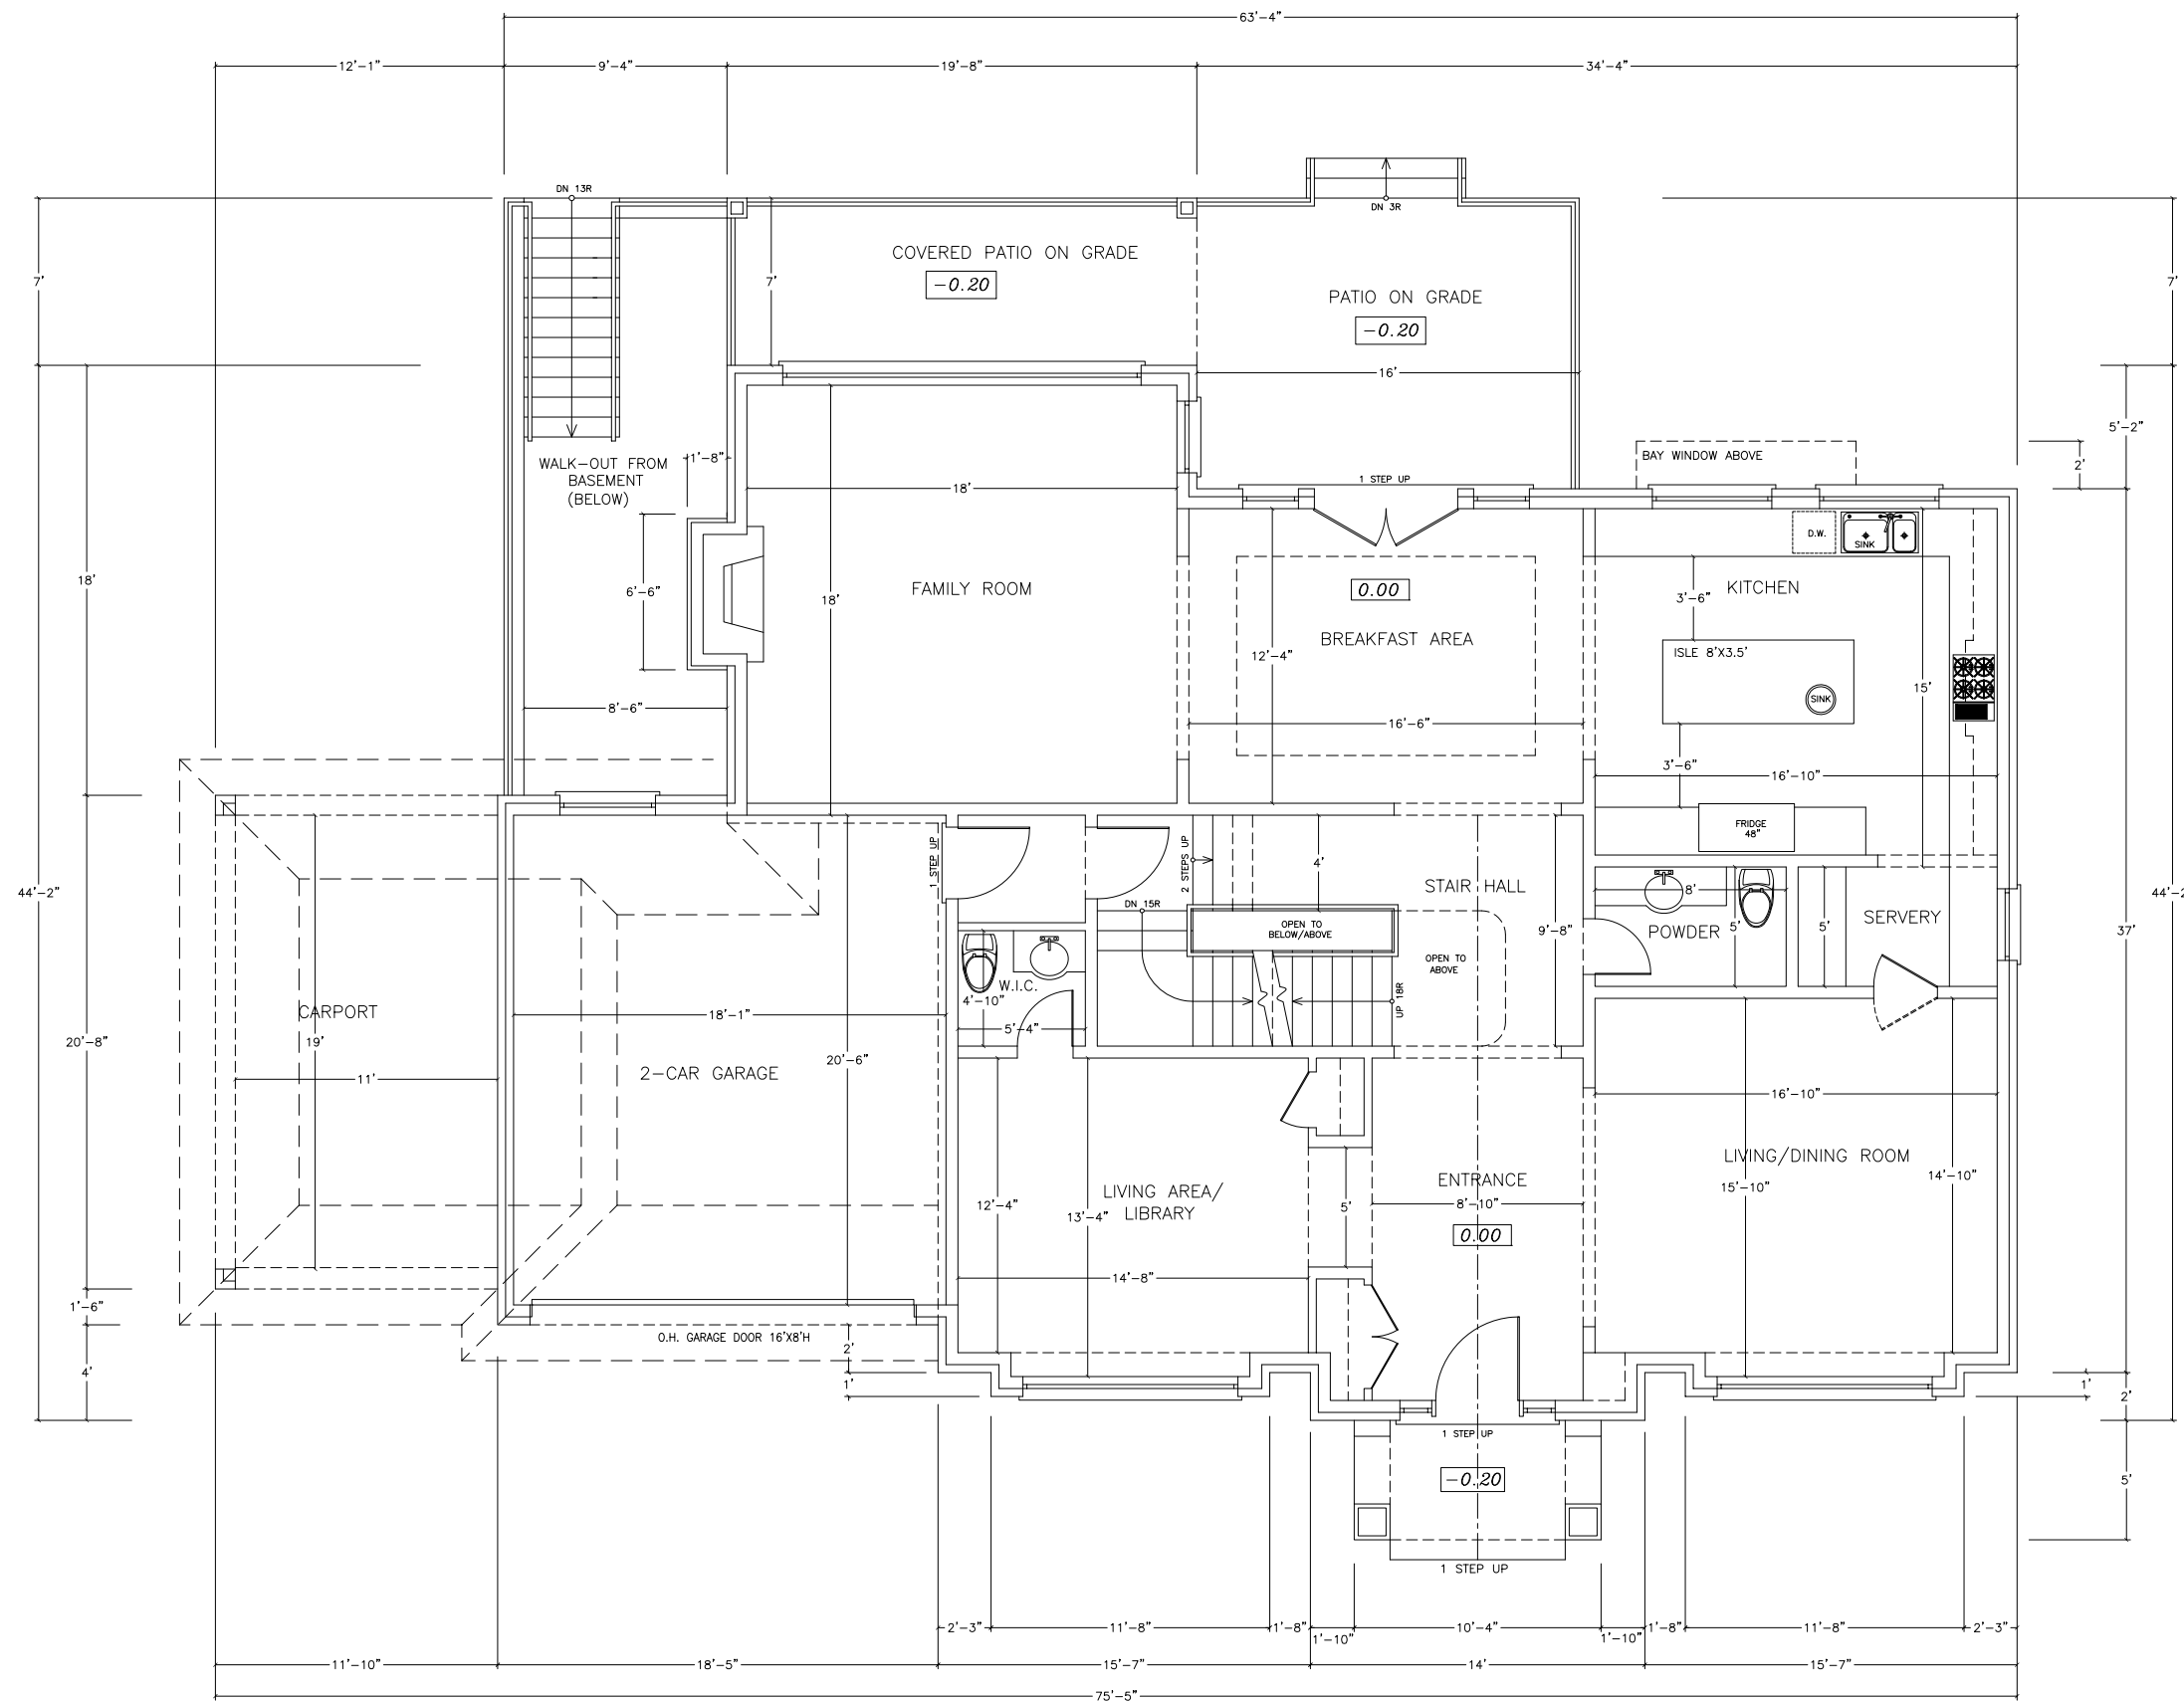 63'-4"
12'-1" 9'-4" 19'-8" 34'-4"
DN 13R
DN 3R
COVERED PATIO ON GRADE
-0.20
7'
7'
7'
PATIO ON GRADE
-0.20
16'
5'-2"
2'
WALK-OUT FROM
BASEMENT
(BELOW)
1'-8"
18'
1 STEP UP
BAY WINDOW ABOVE
D.W.
SINK
18'
6'-6"
FAMILY ROOM
18'
0.00
BREAKFAST AREA
12'-4"
KITCHEN
3'-6"
ISLE 8'X3.5'
SINK
15'
8'-6"
16'-6"
3'-6"
16'-10"
FRIDGE
48"
1 STEP UP
2 STEPS UP
4'
STAIR HALL
8'
44'-2"
44'-2"
DN 15R
OPEN TO
BELOW/ABOVE
9'-8"
POWDER
5'
5'
SERVERY
37'
OPEN TO
ABOVE
W.I.C.
4'-10"
UP 18R
CARPORT
18'-1"
5'-4"
20'-8"
19'
20'-6"
2-CAR GARAGE
11'
16'-10"
LIVING/DINING ROOM
15'-10"
14'-10"
ENTRANCE
8'-10"
LIVING AREA/
LIBRARY
12'-4"
13'-4"
5'
0.00
14'-8"
1'-6"
O.H. GARAGE DOOR 16'X8'H
2'
4'
1'
1'
2'
1 STEP UP
-0.20
5'
1 STEP UP
2'-3" 11'-8" 1'-8" 1'-10" 10'-4" 1'-10" 1'-8" 11'-8" 2'-3"
11'-10" 18'-5" 15'-7" 14' 15'-7"
75'-5"